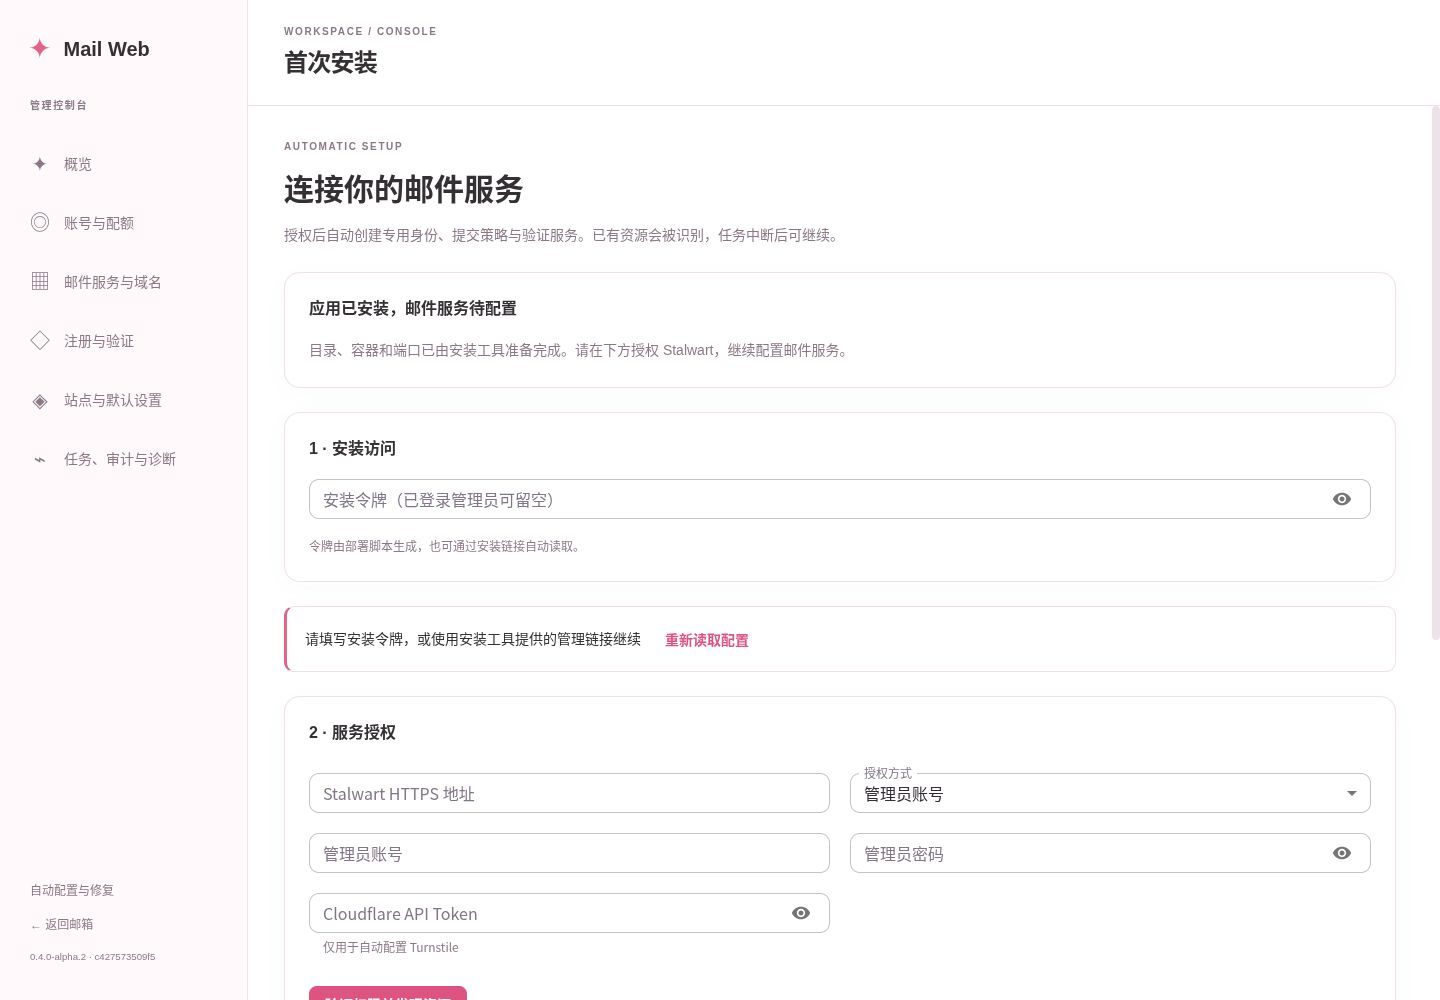 Mail Web
管理控制台
概览
账号与配额
邮件服务与域名
注册与验证
站点与默认设置
任务、审计与诊断
自动配置与修复
← 返回邮箱
0.4.0-alpha.2 · c427573509f5
WORKSPACE / CONSOLE
首次安装
AUTOMATIC SETUP
连接你的邮件服务
授权后自动创建专用身份、提交策略与验证服务。已有资源会被识别，任务中断后可继续。
应用已安装，邮件服务待配置
目录、容器和端口已由安装工具准备完成。请在下方授权 Stalwart，继续配置邮件服务。
1 · 安装访问
安装令牌（已登录管理员可留空）
令牌由部署脚本生成，也可通过安装链接自动读取。
请填写安装令牌，或使用安装工具提供的管理链接继续 重新读取配置
2 · 服务授权
Stalwart HTTPS 地址
授权方式
管理员账号
管理员账号
管理员密码
Cloudflare API Token
仅用于自动配置 Turnstile